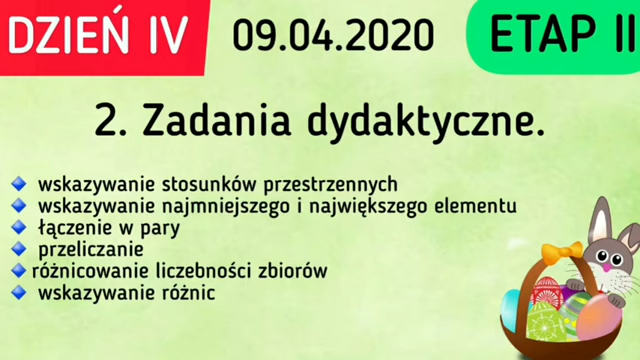 DZIEŃ IV 09.04.2020 ETAP II
2. Zadania dydaktyczne.
wskazywanie stosunków przestrzennych
wskazywanie najmniejszego i największego elementu
łączenie w pary
przeliczanie
różnicowanie liczebności zbiorów
wskazywanie różnic